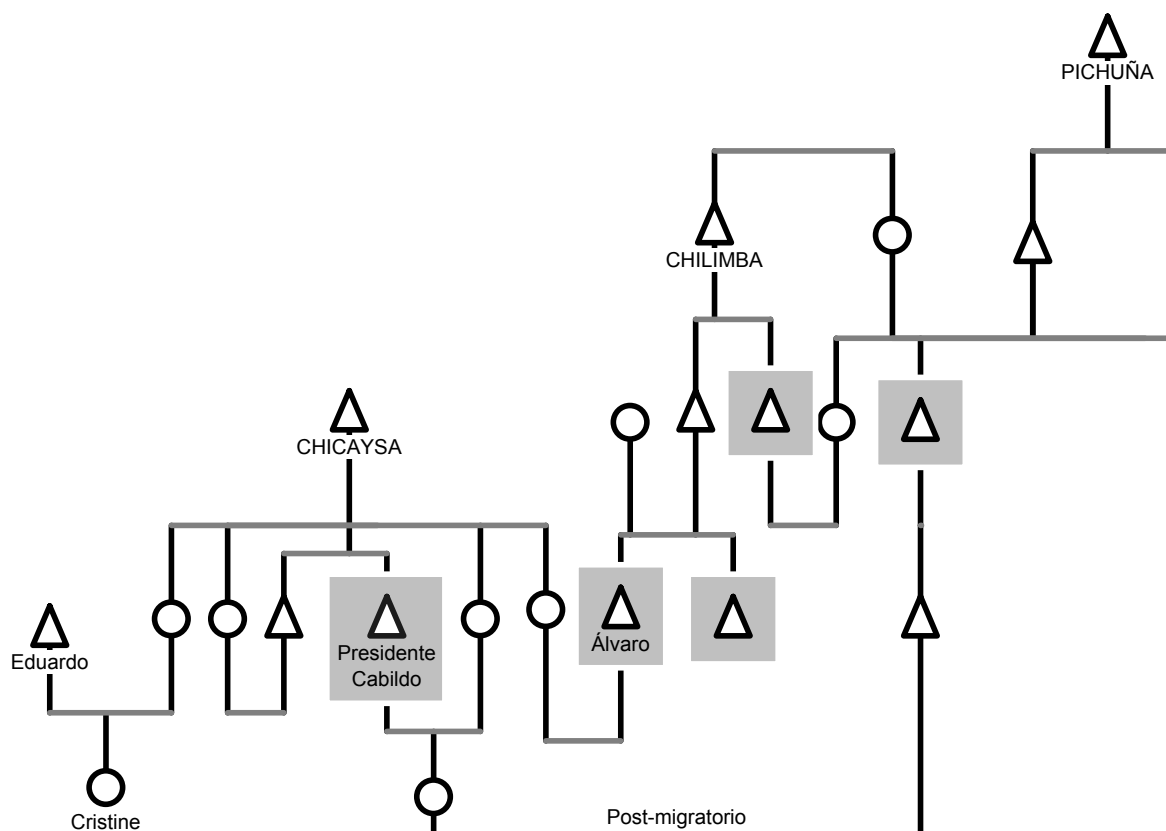 PICHUÑA
CHILIMBA
CHICAYSA
Eduardo
Presidente
Cabildo
Álvaro
Cristine
Post-migratorio